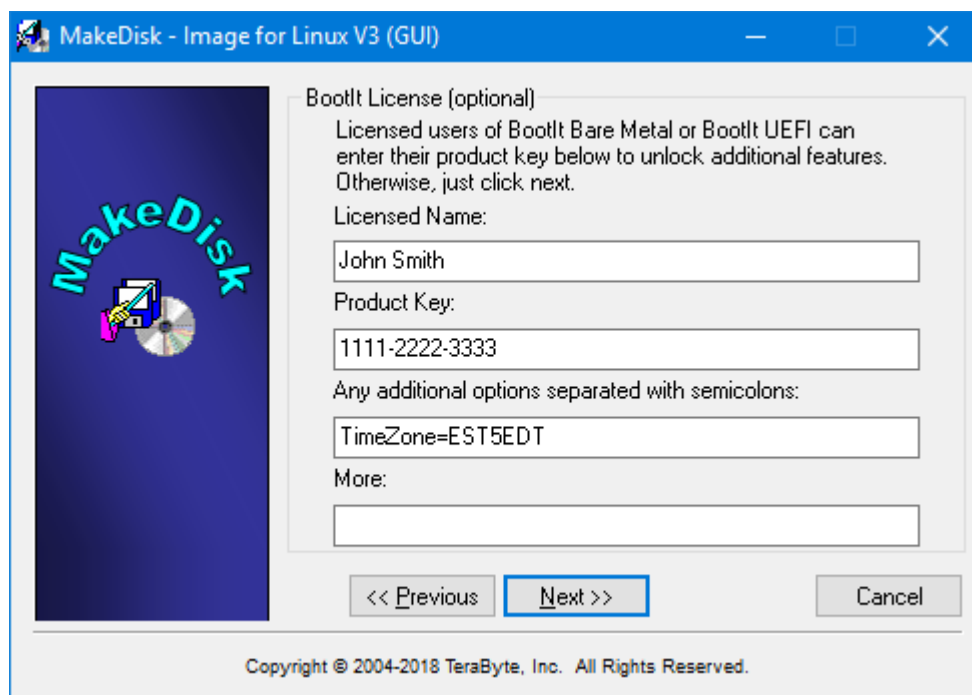 MakeDisk - Image for Linux V3 (GUI)
MakeDisk
BootIt License (optional)
Licensed users of BootIt Bare Metal or BootIt UEFI can
enter their product key below to unlock additional features.
Otherwise, just click next.
Licensed Name:
John Smith
Product Key:
1111-2222-3333
Any additional options separated with semicolons:
TimeZone=EST5EDT
More:
<< Previous
Next >>
Cancel
Copyright © 2004-2018 TeraByte, Inc. All Rights Reserved.